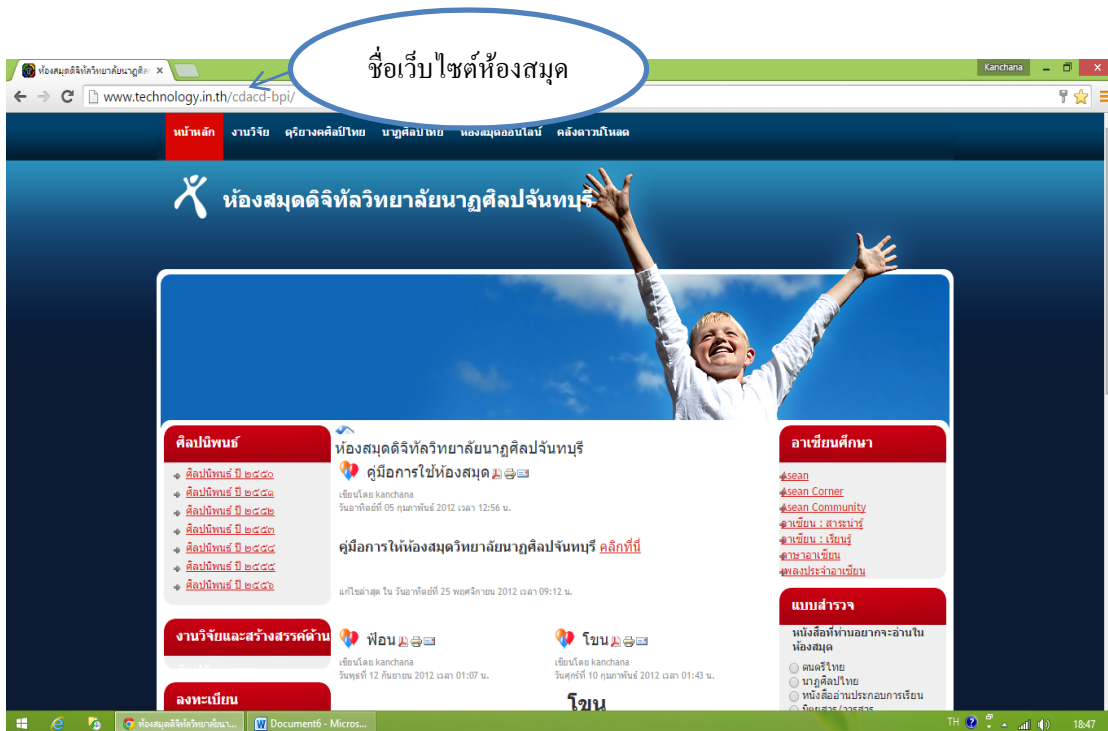 ชื่อเว็บไซต์ห้องสมุด
ห้องสมุดดิจิทัลวิทยาลัยนาฏศิล
Kanchana
www.technology.in.th/cdacd-bpi/
หน้าหลัก งานวิจัย ดุริยางคศิลป์ไทย นาฏศิลป์ไทย ห้องสมุดออนไลน์ คลังดาวน์โหลด
ห้องสมุดดิจิทัลวิทยาลัยนาฏศิลปจันทบุรี
ศิลปนิพนธ์
ศิลปนิพนธ์ ปี ๒๕๕๐
ศิลปนิพนธ์ ปี ๒๕๕๑
ศิลปนิพนธ์ ปี ๒๕๕๒
ศิลปนิพนธ์ ปี ๒๕๕๓
ศิลปนิพนธ์ ปี ๒๕๕๔
ศิลปนิพนธ์ ปี ๒๕๕๕
ศิลปนิพนธ์ ปี ๒๕๕๖
งานวิจัยและสร้างสรรค์ด้าน
ลงทะเบียน
ห้องสมุดดิจิทัลวิทยาลัยนาฏศิลปจันทบุรี
คู่มือการใช้ห้องสมุด
เขียนโดย kanchana
วันอาทิตย์ที่ 05 กุมภาพันธ์ 2012 เวลา 12:56 น.
คู่มือการให้ห้องสมุดวิทยาลัยนาฏศิลปจันทบุรี คลิกที่นี่
แก้ไขล่าสุด ใน วันอาทิตย์ที่ 25 พฤศจิกายน 2012 เวลา 09:12 น.
ฟ้อน
เขียนโดย kanchana
วันพุธที่ 12 กันยายน 2012 เวลา 01:07 น.
โขน
เขียนโดย kanchana
วันศุกร์ที่ 10 กุมภาพันธ์ 2012 เวลา 01:43 น.
โขน
อาเซียนศึกษา
Asean
Asean Corner
Asean Community
อาเซียน : สาระน่ารู้
อาเซียน : เรียนรู้
ภาษาอาเซียน
เพลงประจำอาเซียน
แบบสำรวจ
หนังสือที่ท่านอยากจะอ่านใน
ห้องสมุด
ดนตรีไทย
นาฏศิลปไทย
หนังสืออ่านประกอบการเรียน
นิตยสาร/วารสาร
ห้องสมุดดิจิทัลวิทยาลัยนา... Document6 - Micros... TH 18:47